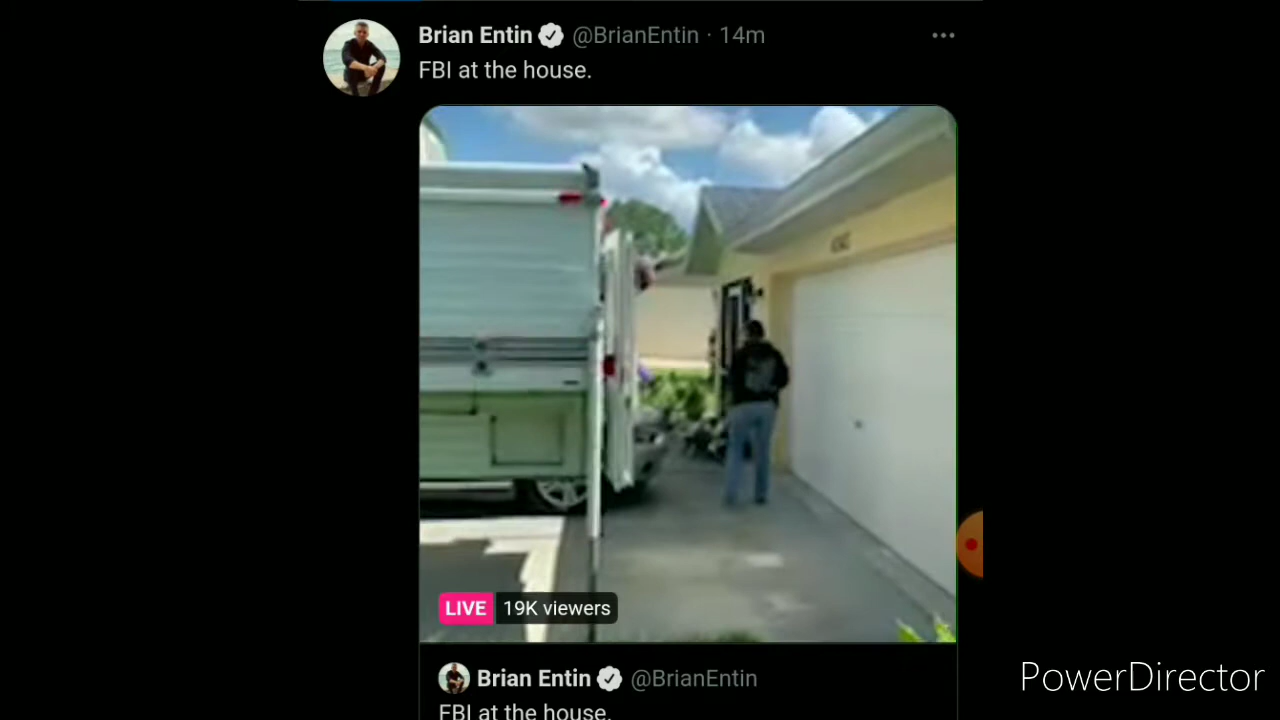 Brian Entin @BrianEntin · 14m
FBI at the house.
LIVE 19K viewers
Brian Entin @BrianEntin
FBI at the house.
PowerDirector